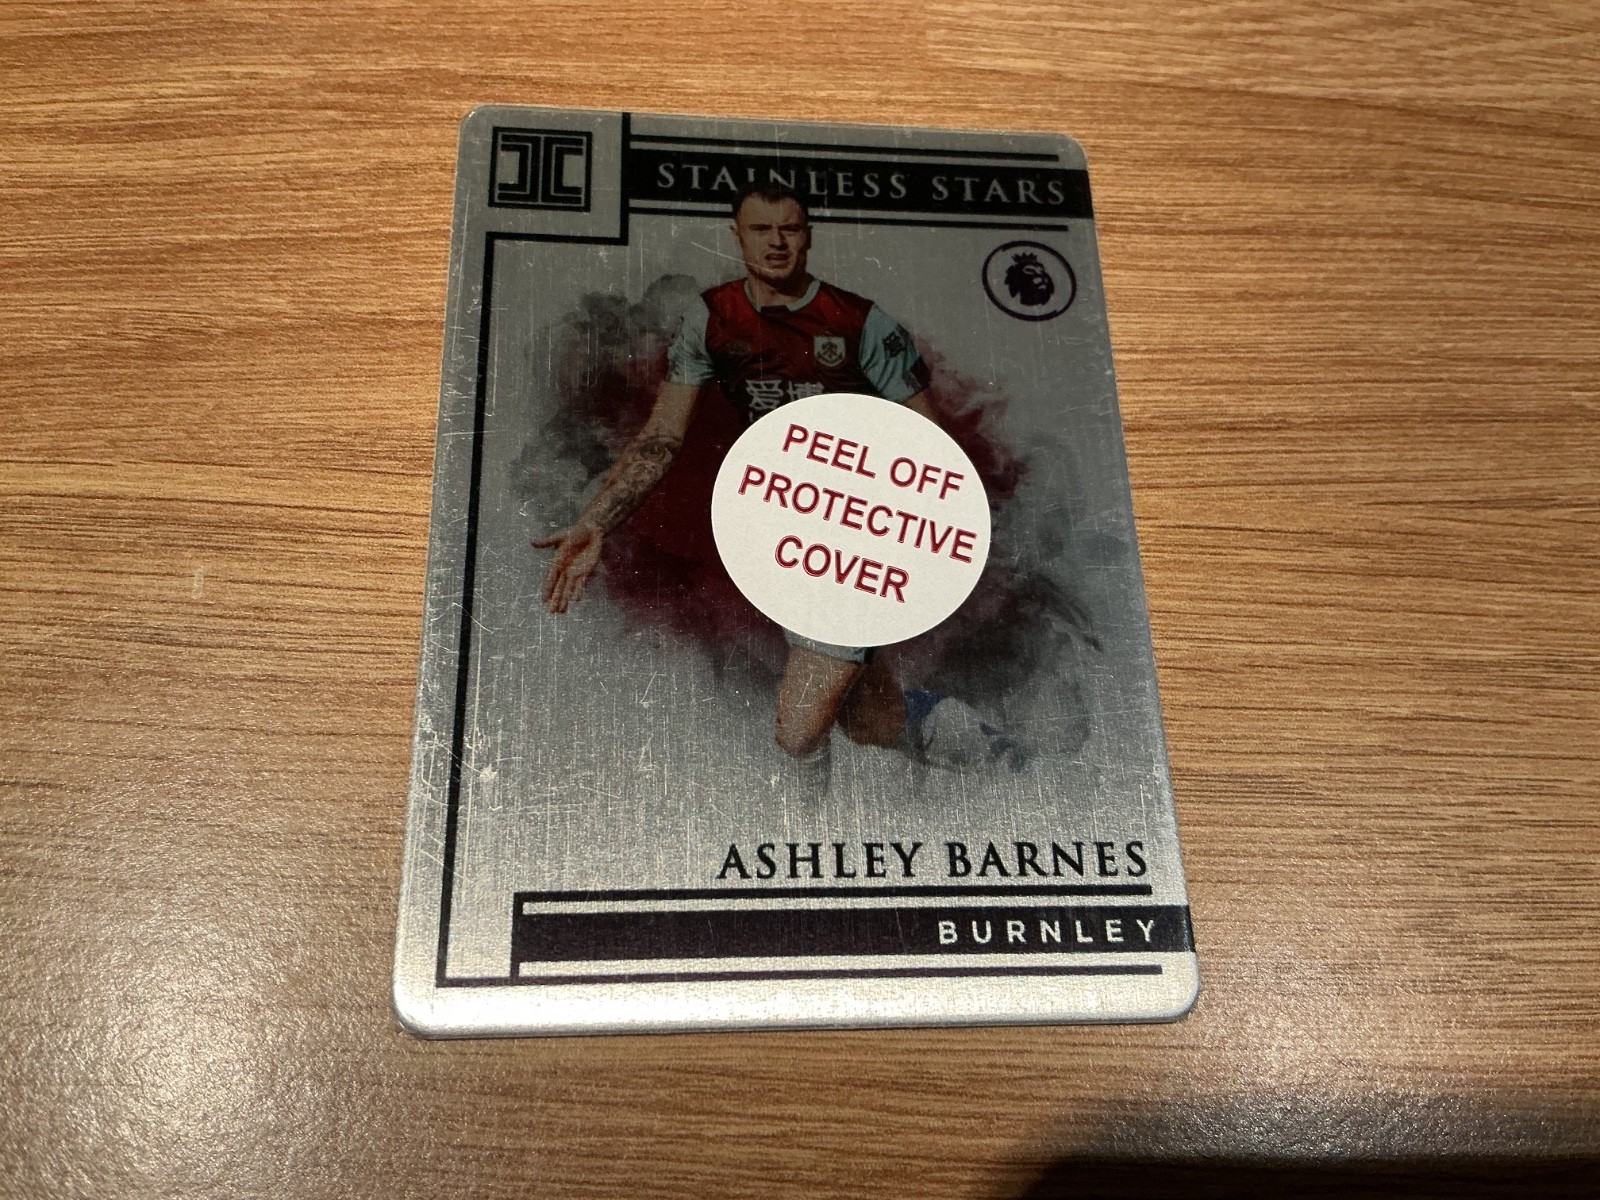 STAINLESS STARS
爱博
PEEL OFF
PROTECTIVE
COVER
ASHLEY BARNES
BURNLEY